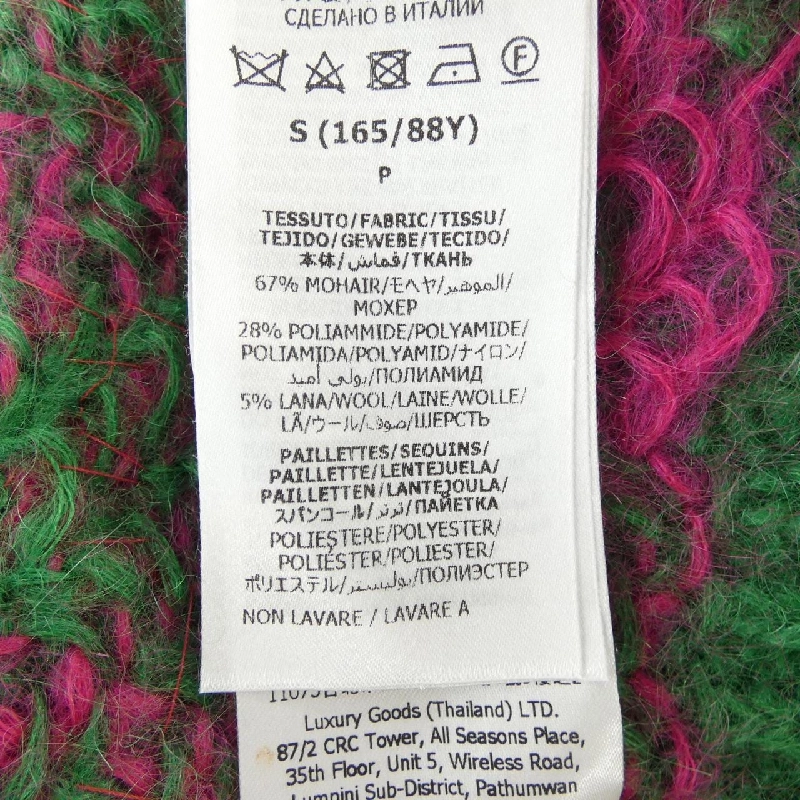 СДЕЛАНО В ИТАЛИИ
F
S (165/88Y)
P
TESSUTO/FABRIC/TISSU/
TEJIDO/GEWEBE/TECIDO/
本体/قماش/ТКАНЬ
67% MOHAIR/モヘヤ/الموهير/
МОХЕР
28% POLIAMMIDE/POLYAMIDE/
POLIAMIDA/POLYAMID/ナイロン/
بولي أميد/ПОЛИАМИД
5% LANA/WOOL/LAINE/WOLLE/
LÃ/ウール/صوف/ШЕРСТЬ
PAILLETTES/SEQUINS/
PAILLETTE/LENTEJUELA/
PAILLETTEN/LANTEJOULA/
スパンコール/ترتر/ПАЙЕТКА
POLIESTERE/POLYESTER/
POLIÉSTER/POLIESTER/
ポリエステル/بوليستر/ПОЛИЭСТЕР
NON LAVARE / LAVARE A
Luxury Goods (Thailand) LTD.
87/2 CRC Tower, All Seasons Place,
35th Floor, Unit 5, Wireless Road,
Lumpini Sub-District, Pathumwan